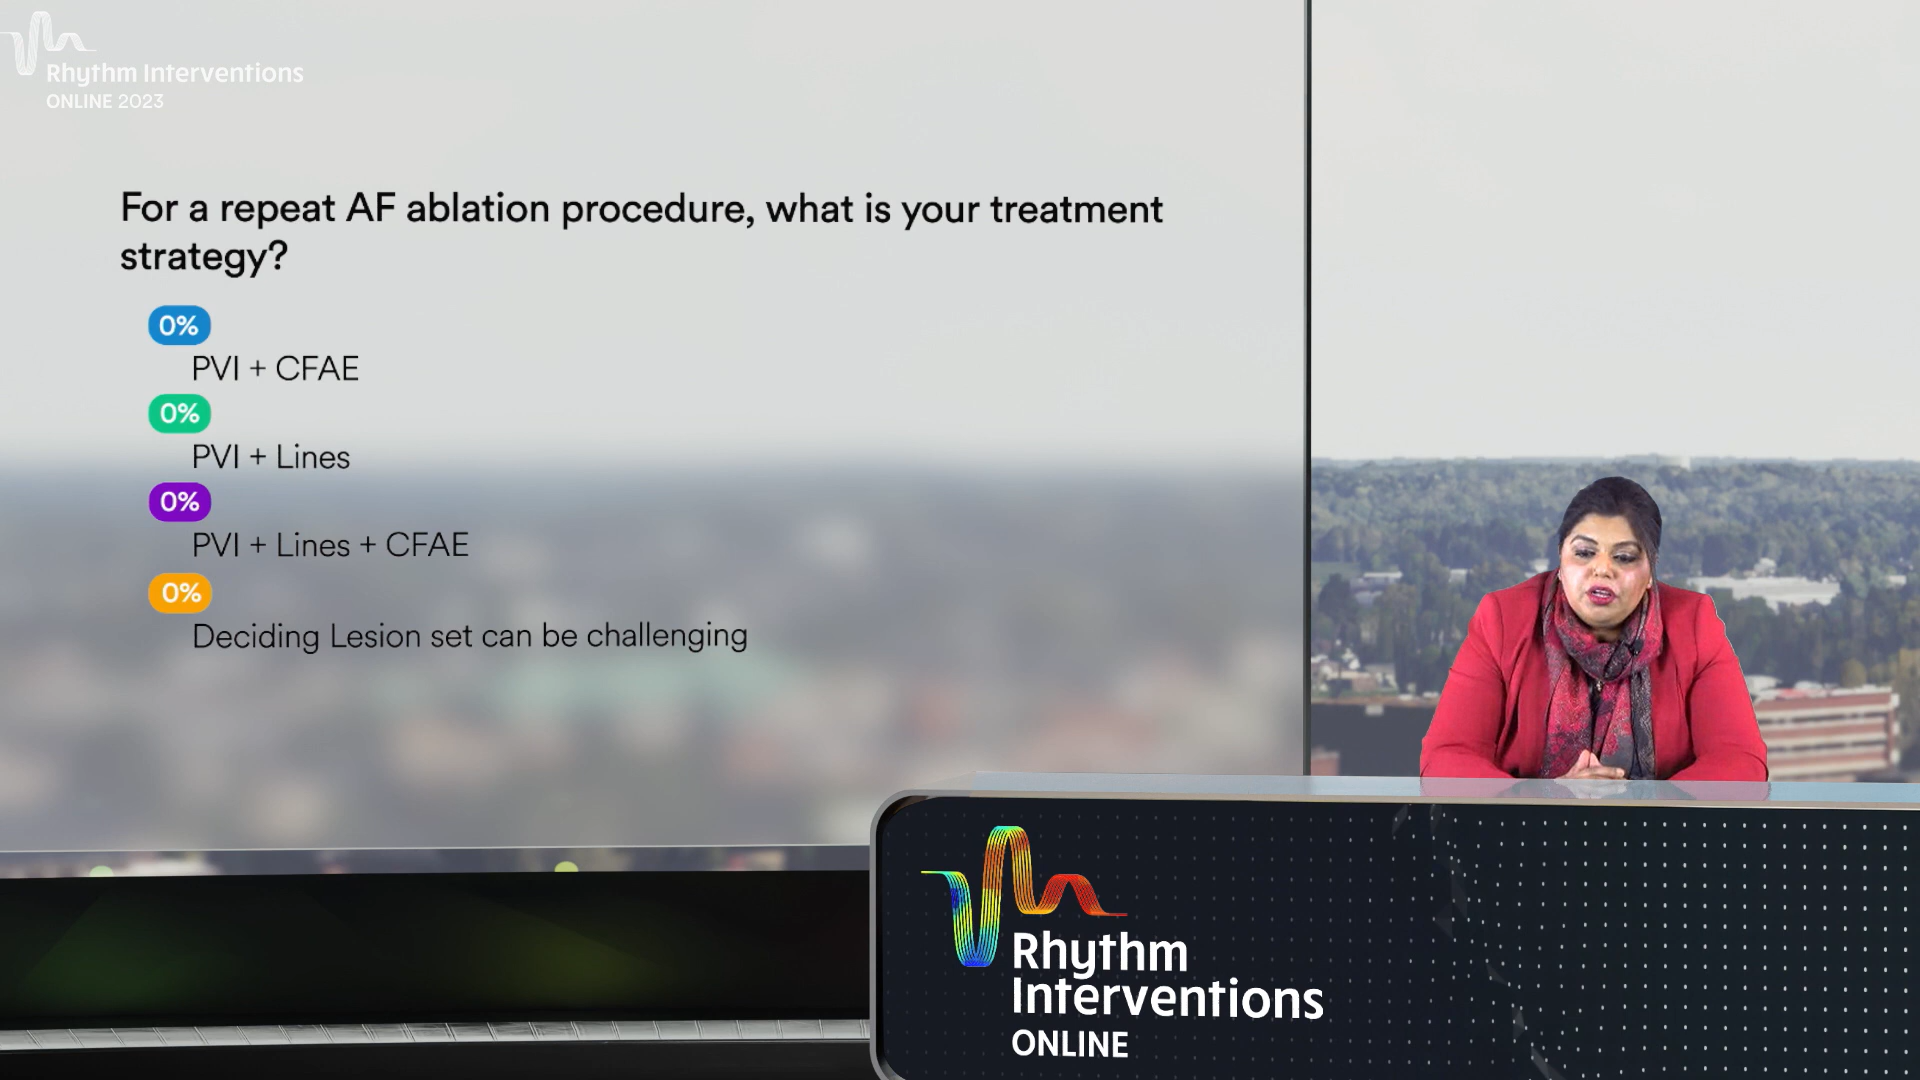 Rhythm Interventions
ONLINE 2023
For a repeat AF ablation procedure, what is your treatment
strategy?
0%
PVI + CFAE
0%
PVI + Lines
0%
PVI + Lines + CFAE
0%
Deciding Lesion set can be challenging
Rhythm
Interventions
ONLINE